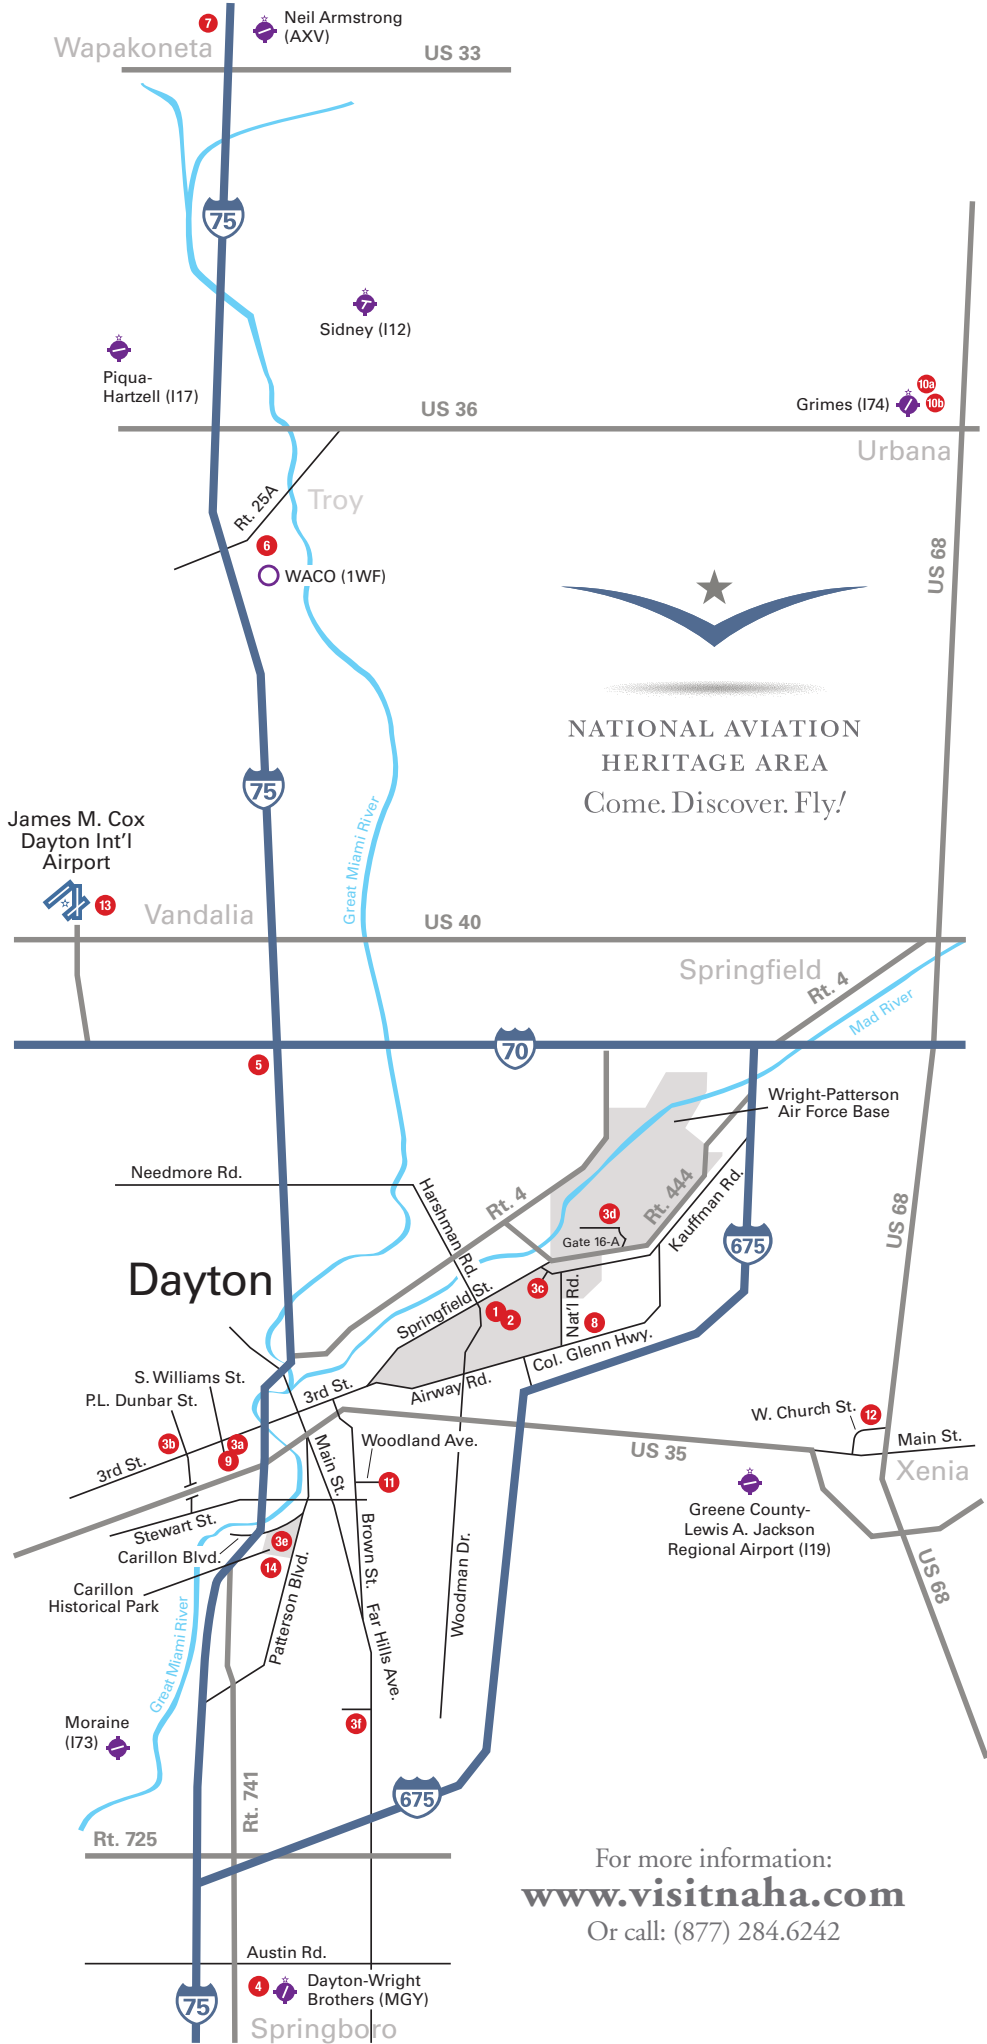 7
Neil Armstrong
(AXV)
Wapakoneta
US 33
75
Sidney (I12)
Piqua-
Hartzell (I17)
10a
Grimes (I74)
10b
US 36
Urbana
Rt. 25A
Troy
6
WACO (1WF)
US 68
NATIONAL AVIATION
HERITAGE AREA
Come. Discover. Fly!
75
James M. Cox
Dayton Int'l
Airport
13
Great Miami River
Vandalia
US 40
Springfield
Rt. 4
Mad River
70
5
Wright-Patterson
Air Force Base
Needmore Rd.
Harshman Rd.
Rt. 4
Rt. 444
Kauffman Rd.
US 68
3d
Gate 16-A
675
Dayton
3c
Springfield St.
1
2
Nat'l Rd.
8
Col. Glenn Hwy.
S. Williams St.
P.L. Dunbar St.
3rd St.
Airway Rd.
W. Church St.
12
3b
3a
9
3rd St.
Main St.
Woodland Ave.
US 35
Main St.
Xenia
11
Stewart St.
Brown St.
Greene County-
Lewis A. Jackson
Regional Airport (I19)
Carillon Blvd.
3e
14
Woodman Dr.
US 68
Carillon
Historical Park
Patterson Blvd.
Far Hills Ave.
Great Miami River
Moraine
(I73)
3f
Rt. 741
675
Rt. 725
For more information:
www.visitnaha.com
Or call: (877) 284.6242
Austin Rd.
4
Dayton-Wright
Brothers (MGY)
75
Springboro